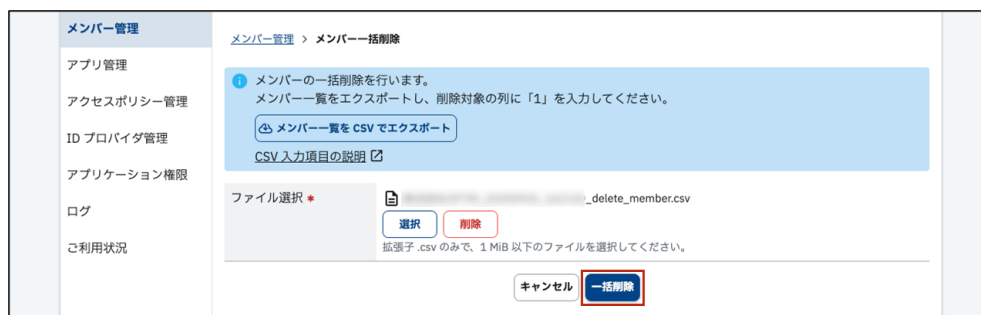 メンバー管理
アプリ管理
アクセスポリシー管理
ID プロバイダ管理
アプリケーション権限
ログ
ご利用状況
メンバー管理 > メンバー一括削除
メンバーの一括削除を行います。
メンバー一覧をエクスポートし、削除対象の列に「1」を入力してください。
メンバー一覧を CSV でエクスポート
CSV 入力項目の説明
ファイル選択 *
_delete_member.csv
選択 削除
拡張子 .csv のみで、1 MiB 以下のファイルを選択してください。
キャンセル 一括削除